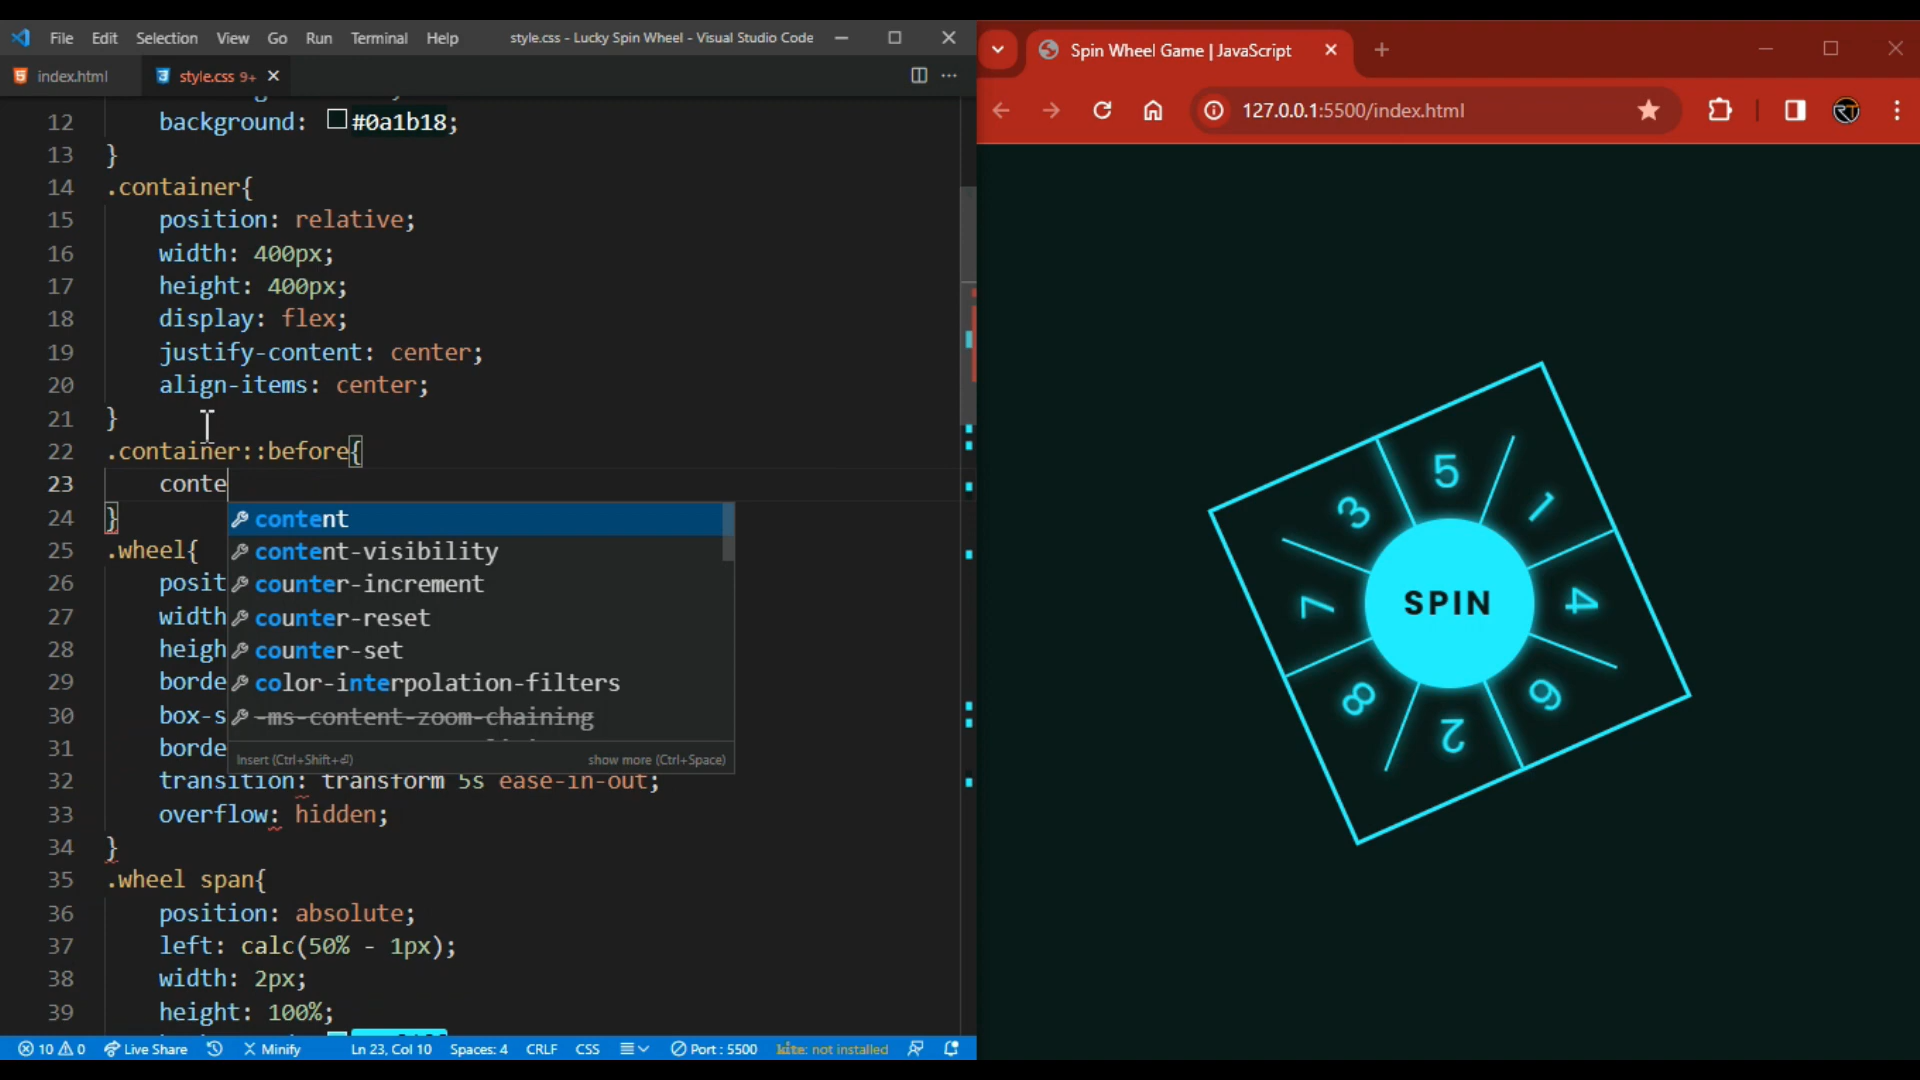 File Edit Selection View Go Run Terminal Help style.css - Lucky Spin Wheel - Visual Studio Code
index.html style.css 9+
12 background: #0a1b18;
13 }
14 .container{
15 position: relative;
16 width: 400px;
17 height: 400px;
18 display: flex;
19 justify-content: center;
20 align-items: center;
21 }
22 .container::before{
23 conte
24 }
content
content-visibility
counter-increment
counter-reset
counter-set
color-interpolation-filters
-ms-content-zoom-chaining
Insert (Ctrl+Shift+⏎) show more (Ctrl+Space)
25 .wheel{
26 posit
27 width
28 heigh
29 borde
30 box-s
31 borde
32 transition: transform 5s ease-in-out;
33 overflow: hidden;
34 }
35 .wheel span{
36 position: absolute;
37 left: calc(50% - 1px);
38 width: 2px;
39 height: 100%;
10 0 Live Share Minify Ln 23, Col 10 Spaces: 4 CRLF CSS Port : 5500 kite: not installed
Spin Wheel Game | JavaScript
127.0.0.1:5500/index.html
RT
5
3
1
7
SPIN
4
8
6
2